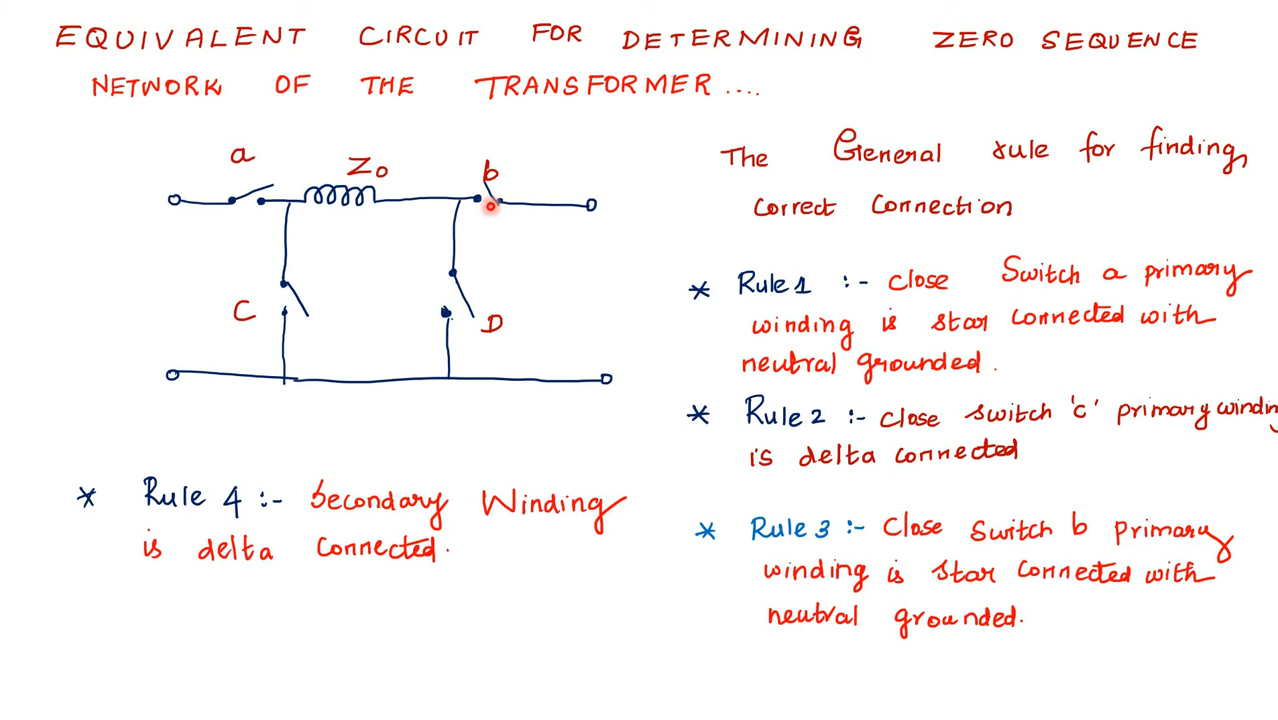 EQUIVALENT CIRCUIT FOR DETERMINING ZERO SEQUENCE
NETWORK OF THE TRANSFORMER....
a
Z0
b
C
D
The General rule for finding,
correct connection
* Rule 1 :- close Switch a primary
winding is star connected with
neutral grounded.
* Rule 2 :- close switch 'c' primary winding
is delta connected
* Rule 3 :- close switch b primary
winding is star connected with
neutral grounded.
* Rule 4 :- Secondary Winding
is delta connected.